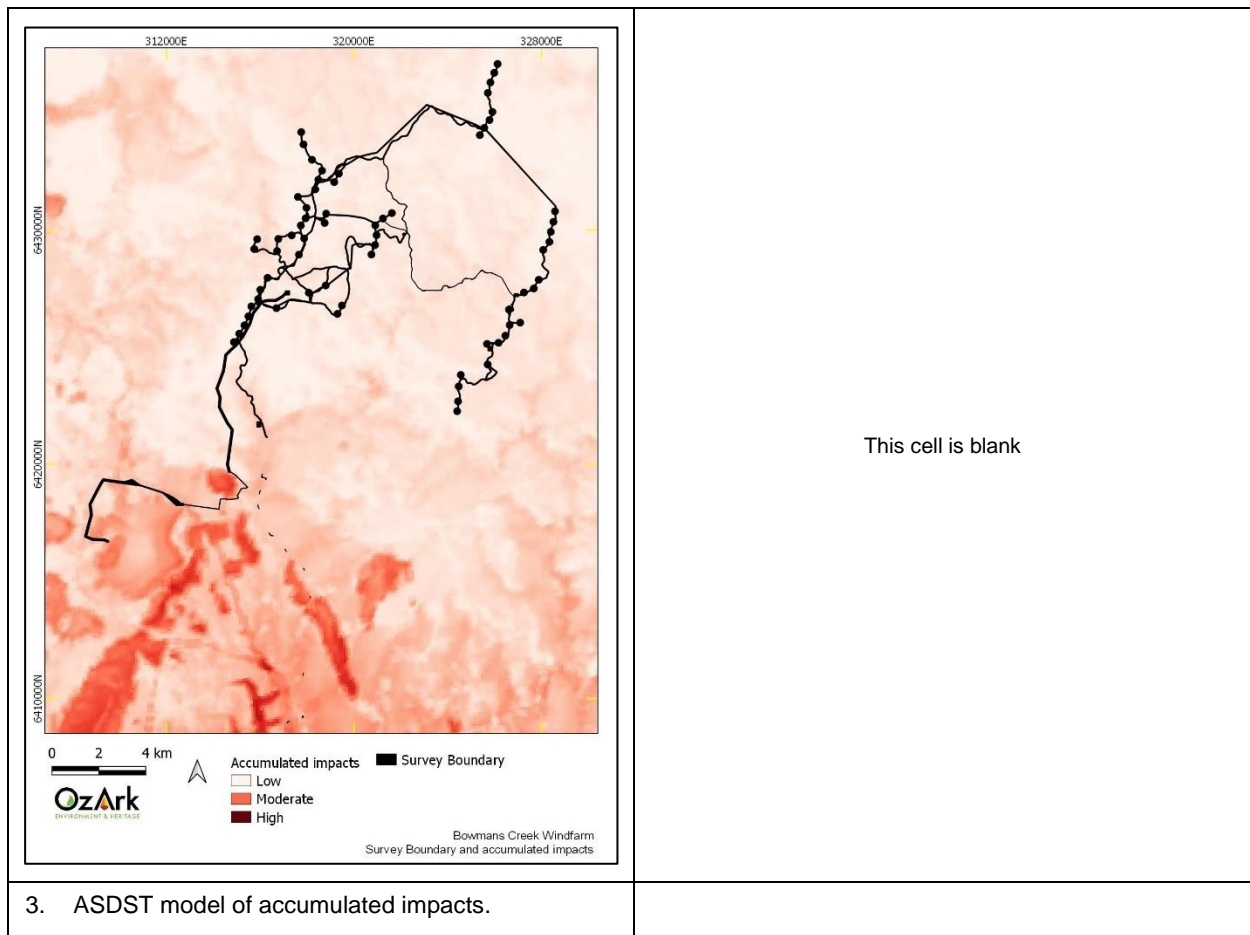 312000E 320000E 328000E
6430000N
6420000N
6410000N
This cell is blank
0 2 4 km
Accumulated impacts
Low
Moderate
High
Survey Boundary
OzArk
ENVIRONMENT & HERITAGE
Bowmans Creek Windfarm
Survey Boundary and accumulated impacts
3. ASDST model of accumulated impacts.